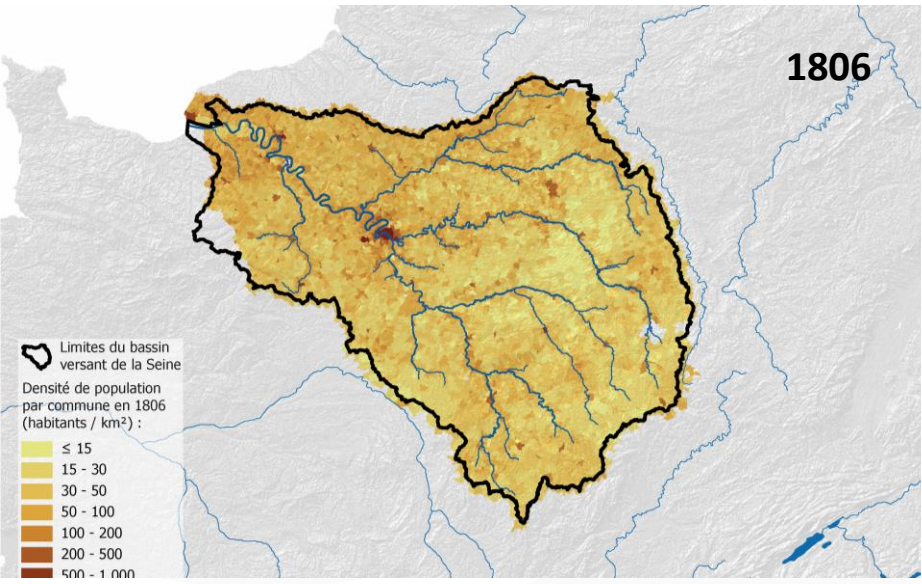 1806
Limites du bassin
versant de la Seine
Densité de population
par commune en 1806
(habitants / km²) :
≤ 15
15 - 30
30 - 50
50 - 100
100 - 200
200 - 500
500 - 1 000